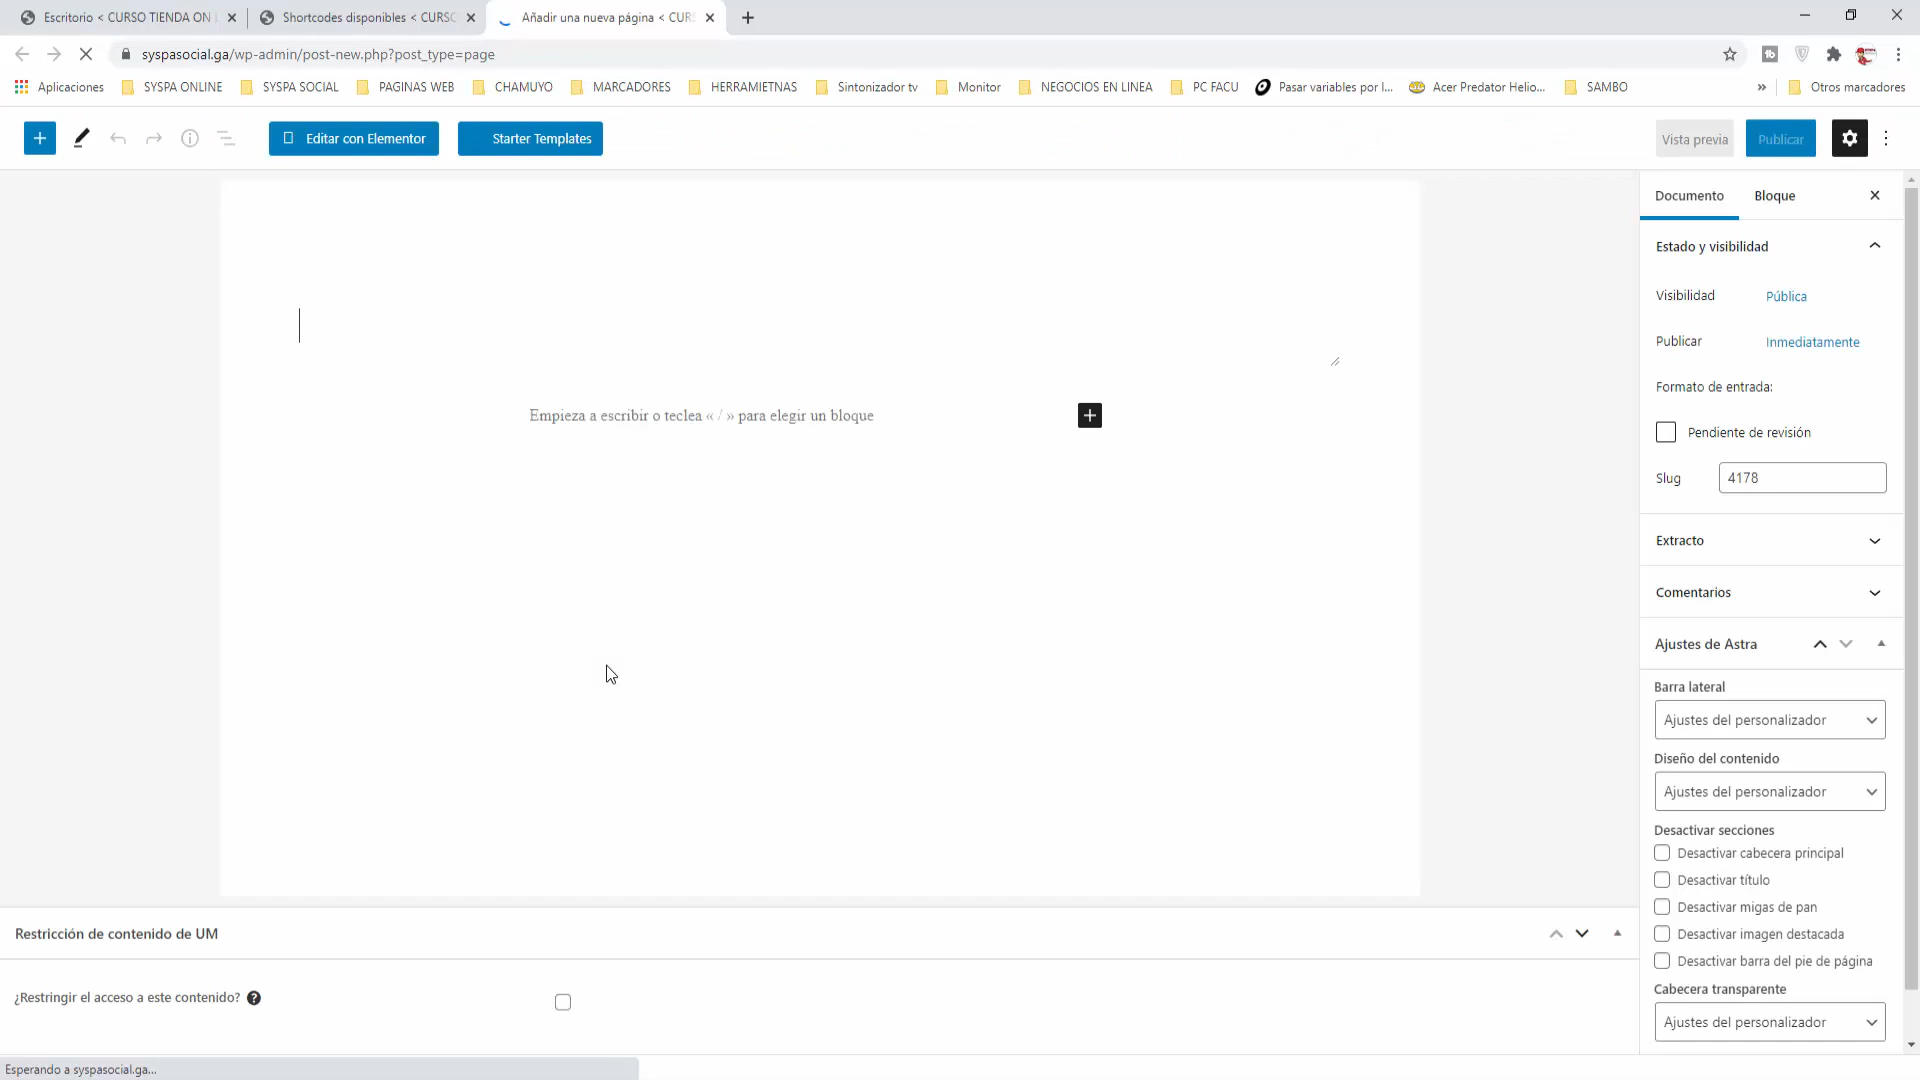 Escritorio < CURSO TIENDA ON L
Shortcodes disponibles < CURSO
Añadir una nueva página < CUR
syspasocial.ga/wp-admin/post-new.php?post_type=page
Aplicaciones
SYSPA ONLINE
SYSPA SOCIAL
PAGINAS WEB
CHAMUYO
MARCADORES
HERRAMIETNAS
Sintonizador tv
Monitor
NEGOCIOS EN LINEA
PC FACU
Pasar variables por l...
Acer Predator Helio...
SAMBO
Otros marcadores
Editar con Elementor
Starter Templates
Vista previa
Publicar
Documento
Bloque
Estado y visibilidad
Visibilidad
Pública
Publicar
Inmediatamente
Formato de entrada:
Pendiente de revisión
Slug
4178
Empieza a escribir o teclea « / » para elegir un bloque
Extracto
Comentarios
Ajustes de Astra
Barra lateral
Ajustes del personalizador
Diseño del contenido
Ajustes del personalizador
Desactivar secciones
Desactivar cabecera principal
Desactivar título
Desactivar migas de pan
Desactivar imagen destacada
Desactivar barra del pie de página
Cabecera transparente
Ajustes del personalizador
Restricción de contenido de UM
¿Restringir el acceso a este contenido?
Esperando a syspasocial.ga...